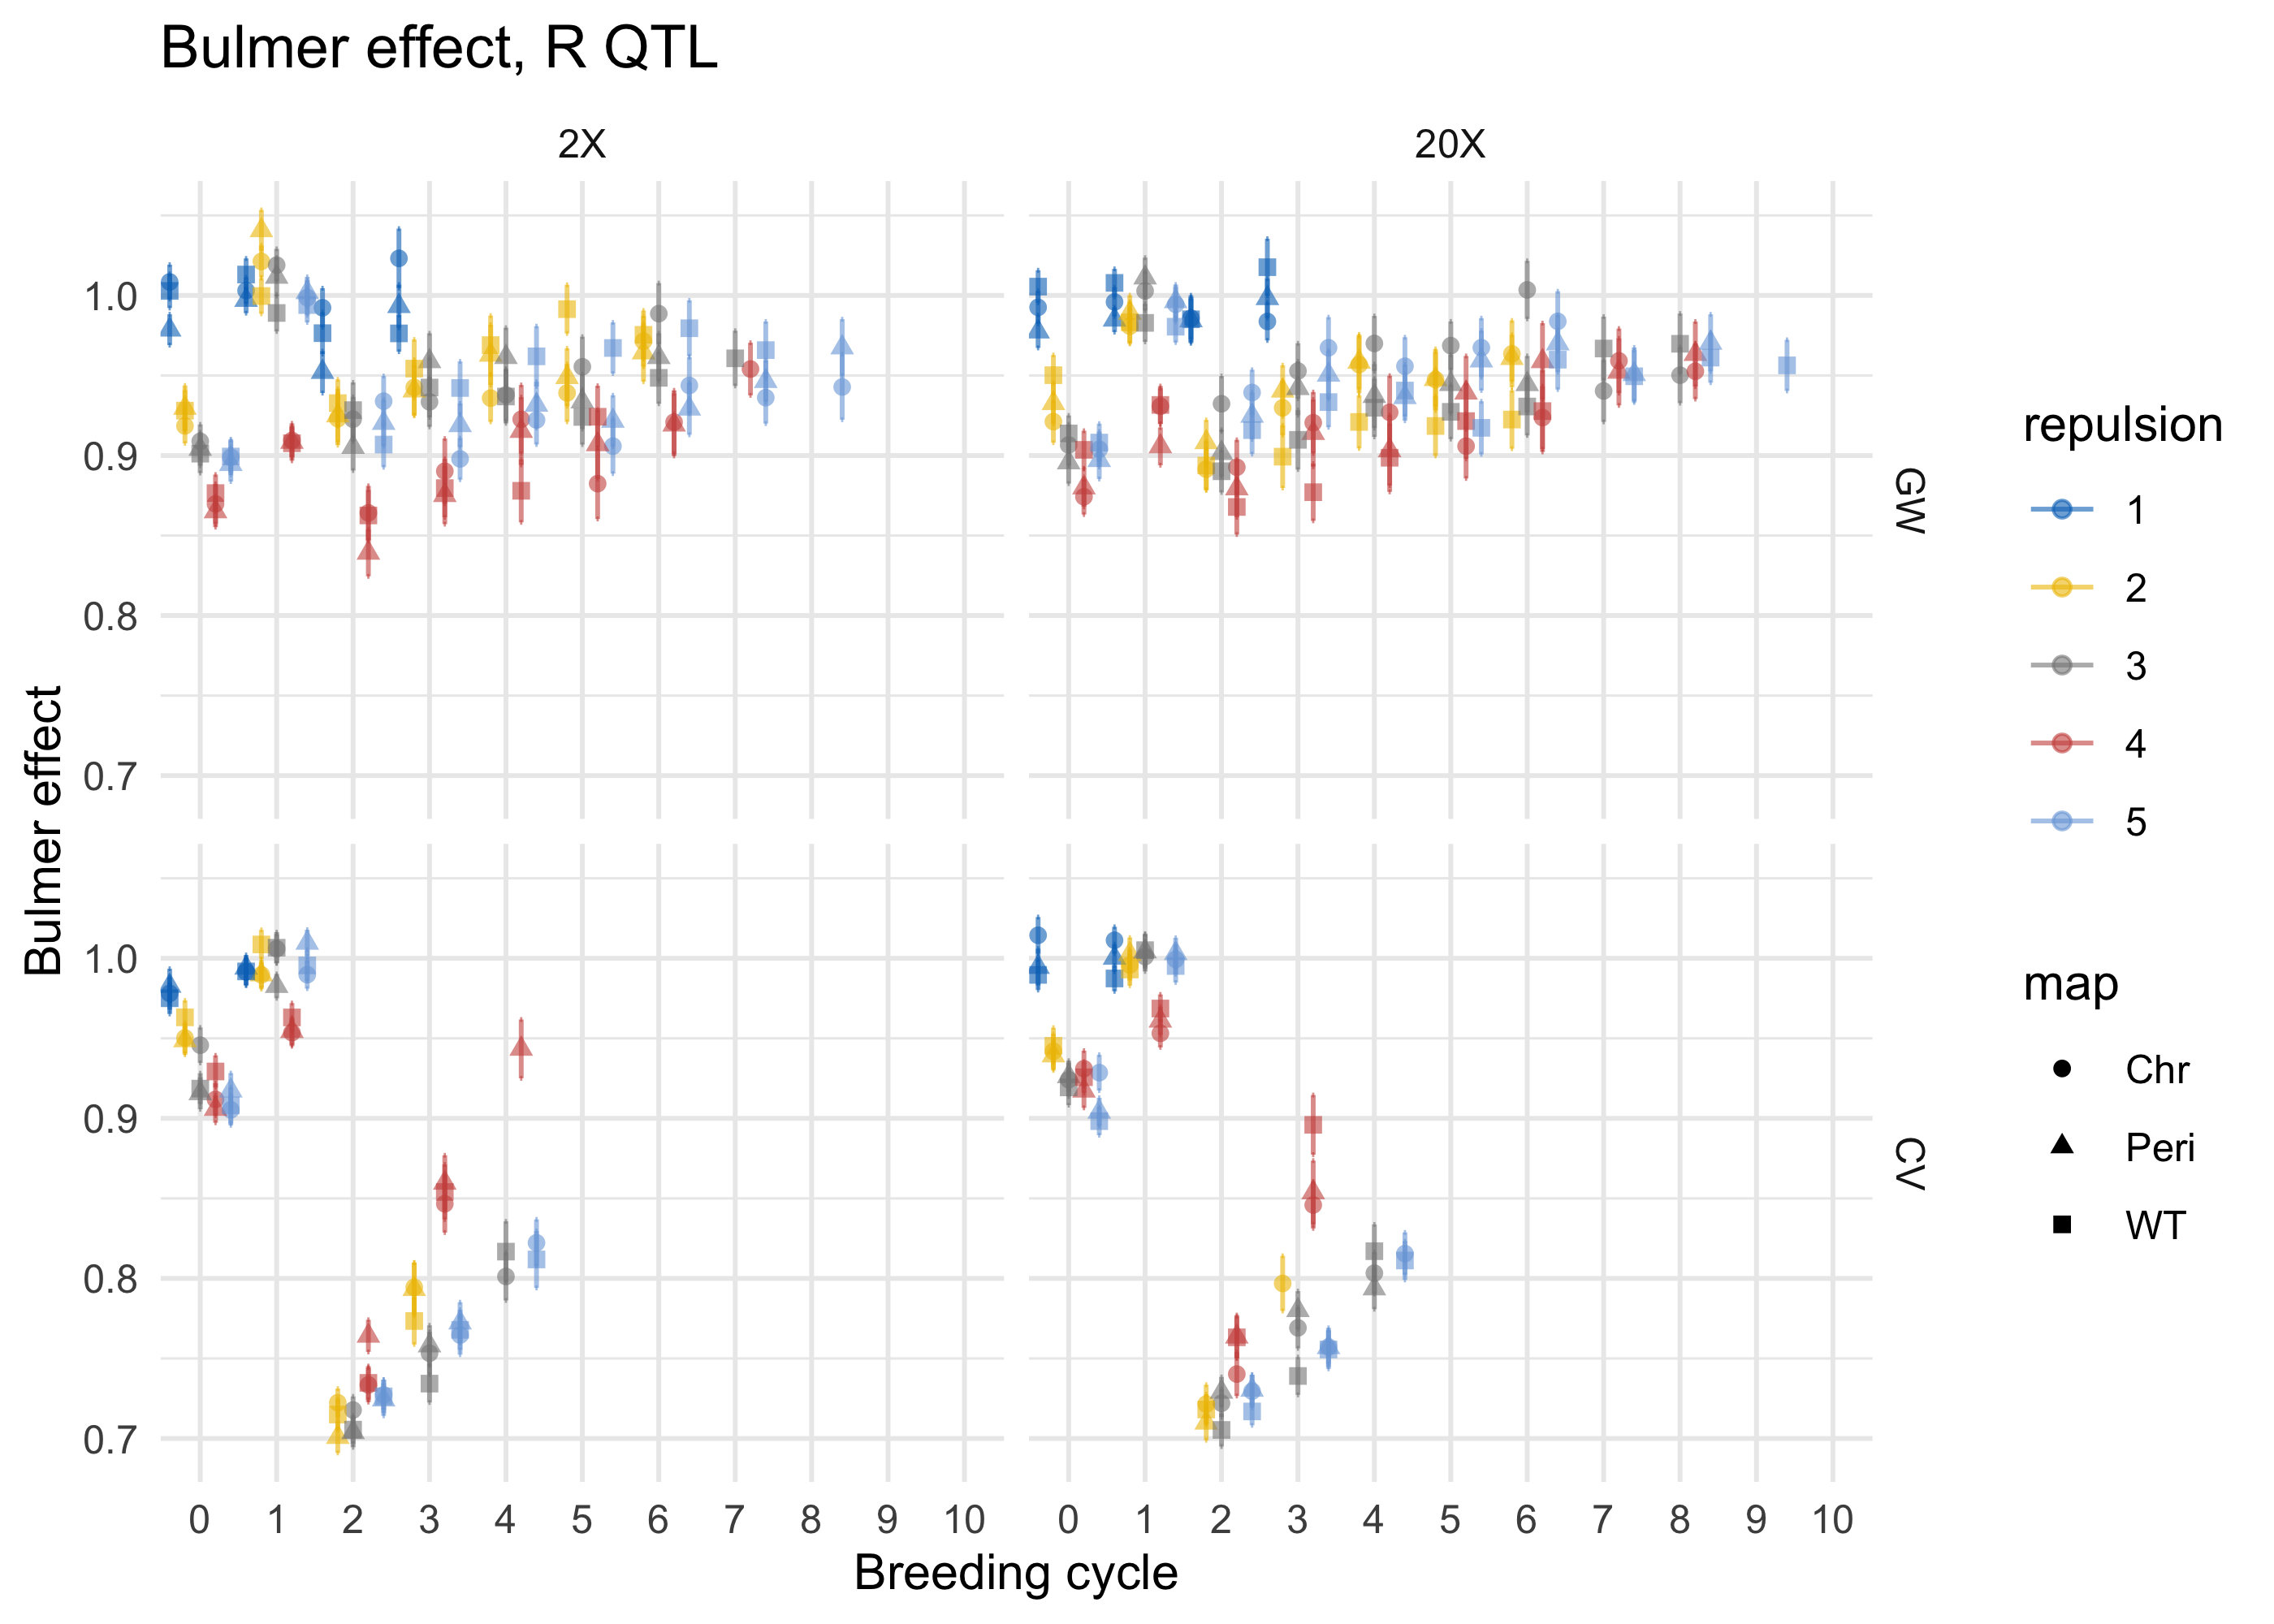 Bulmer effect, R QTL
2X
20X
1.0
0.9
0.8
0.7
GW
1.0
0.9
0.8
0.7
CV
Bulmer effect
0 1 2 3 4 5 6 7 8 9 10
0 1 2 3 4 5 6 7 8 9 10
Breeding cycle
repulsion
1
2
3
4
5
map
Chr
Peri
WT